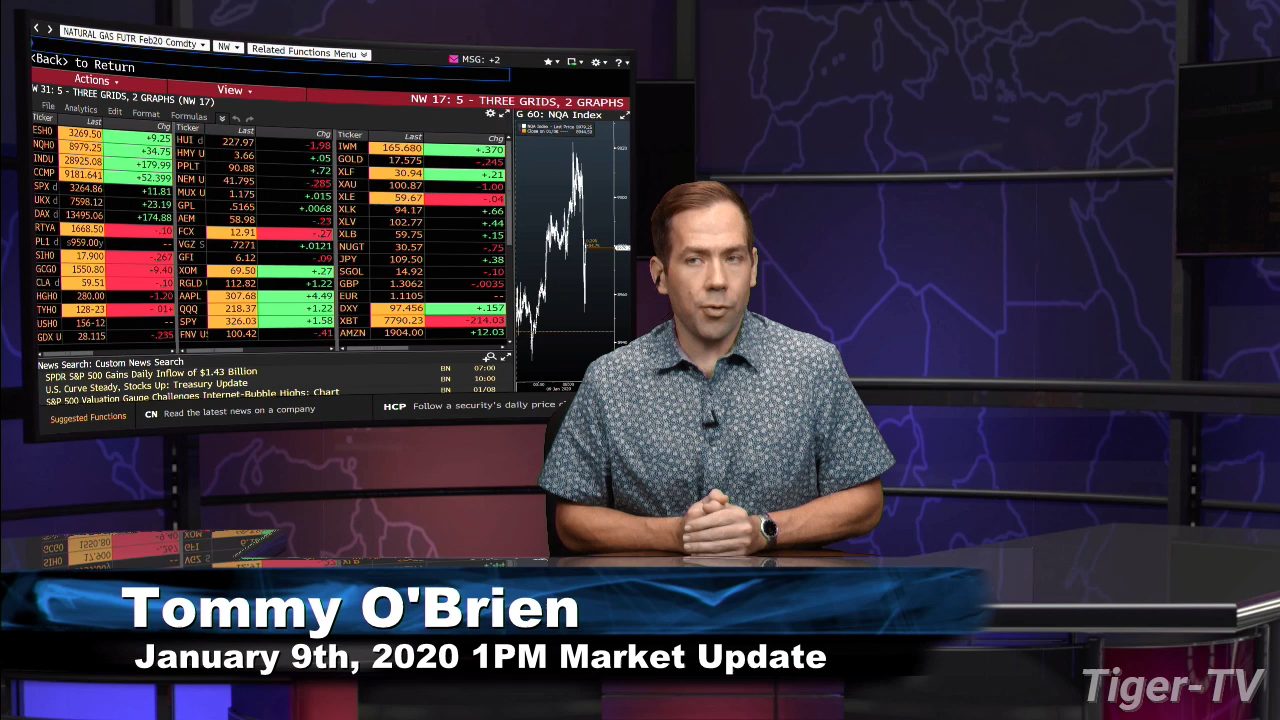 NATURAL GAS FUTR Feb20 Comdty NW Related Functions Menu
MSG: +2
<Back> to Return
Actions View NW 17: 5 - THREE GRIDS, 2 GRAPHS
W 31: 5 - THREE GRIDS, 2 GRAPHS (NW 17)
G 60: NQA Index
File Analytics Edit Format Formulas
Ticker Last Chg
ESH0 3269.50 +9.25
NQH0 8979.25 +34.75
INDU 28925.08 +179.99
CCMP 9181.641 +52.399
SPX d 3264.86 +11.81
UKX d 7598.12 +23.19
DAX d 13495.06 +174.88
RTYA 1668.50 -.10
PL1 d s959.00y --
SIH0 17.900 -.267
GCG0 1550.80 -9.40
CLA d 59.51 -.10
HGH0 280.00 -1.20
TYH0 128-23 - 01+
USH0 156-12 --
GDX U 28.115 -.235
Ticker Last Chg
HUI d 227.97 -1.98
HMY U 3.66 +.05
PPLT 90.88 +.72
NEM U 41.795 -.285
MUX U 1.175 +.015
GPL .5165 +.0068
AEM 58.98 -.23
FCX 12.91 -.27
VGZ S .7271 +.0121
GFI 6.12 -.09
XOM 69.50 +.27
RGLD 112.82 +1.22
AAPL 307.68 +4.49
QQQ 218.37 +1.22
SPY 326.03 +1.58
FNV U 100.42 -.41
Ticker Last Chg
IWM 165.680 +.370
GOLD 17.575 -.245
XLF 30.94 +.21
XAU 100.87 -1.00
XLE 59.67 -.04
XLK 94.17 +.66
XLV 102.77 +.44
XLB 59.75 +.15
NUGT 30.57 -.75
JPY 109.50 +.38
SGOL 14.92 -.10
GBP 1.3062 -.0035
EUR 1.1105 --
DXY 97.456 +.157
XBT 7790.23 -214.03
AMZN 1904.00 +12.03
News Search: Custom News Search
SPDR S&P 500 Gains Daily Inflow of $1.43 Billion BN 07:00
U.S. Curve Steady, Stocks Up: Treasury Update BN 10:00
S&P 500 Valuation Gauge Challenges Internet-Bubble Highs: Chart BN 01/08
Suggested Functions CN Read the latest news on a company HCP Follow a security's daily price
Tommy O'Brien
January 9th, 2020 1PM Market Update
Tiger-TV